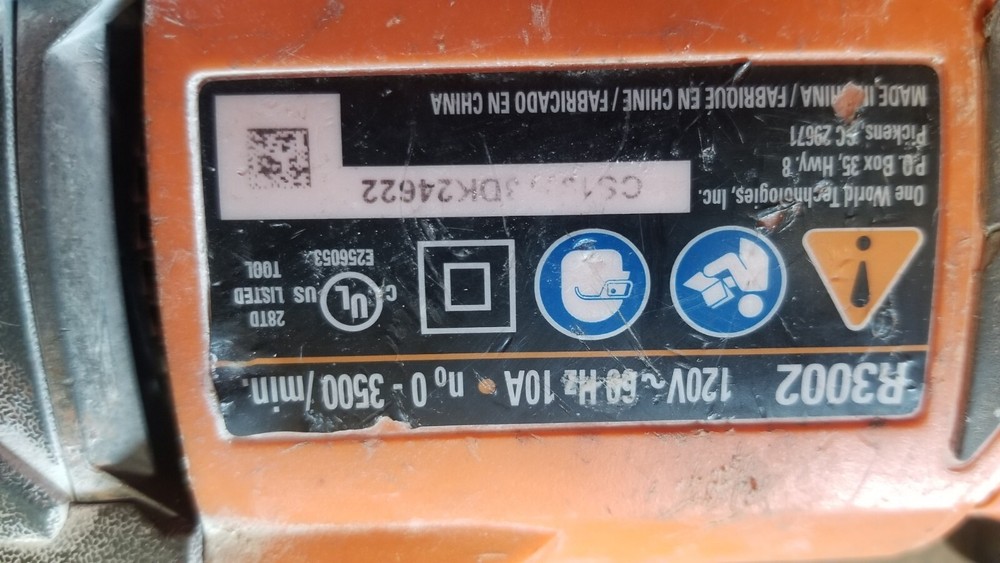 R3002 120V ~ 60 Hz 10A • n₀ 0 - 3500 /min.
UL
US LISTED
28TD
TOOL
E256053
One World Technologies, Inc.
P.O. Box 35, Hwy. 8
Pickens, SC 29671
MADE IN CHINA / FABRIQUÉ EN CHINE / FABRICADO EN CHINA